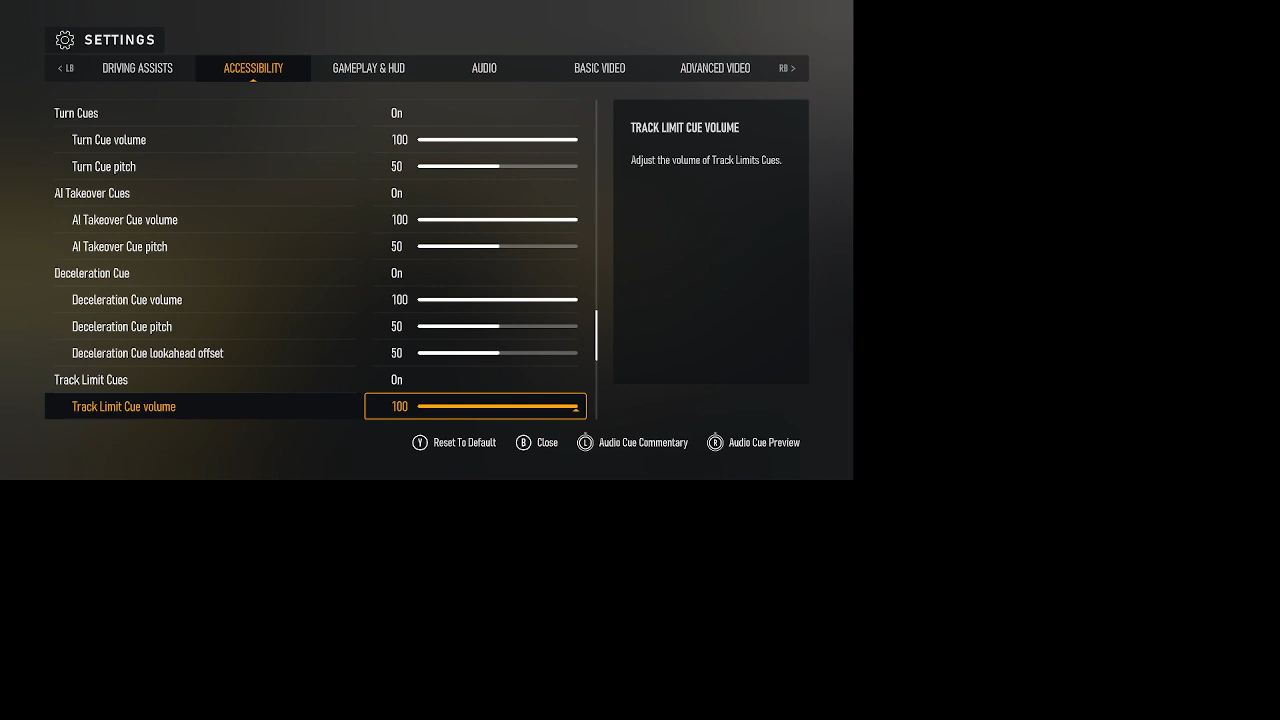 SETTINGS
< LB DRIVING ASSISTS ACCESSIBILITY GAMEPLAY & HUD AUDIO BASIC VIDEO ADVANCED VIDEO RB >
Turn Cues On
Turn Cue volume 100
Turn Cue pitch 50
AI Takeover Cues On
AI Takeover Cue volume 100
AI Takeover Cue pitch 50
Deceleration Cue On
Deceleration Cue volume 100
Deceleration Cue pitch 50
Deceleration Cue lookahead offset 50
Track Limit Cues On
Track Limit Cue volume 100
TRACK LIMIT CUE VOLUME
Adjust the volume of Track Limits Cues.
Y Reset To Default B Close L Audio Cue Commentary R Audio Cue Preview